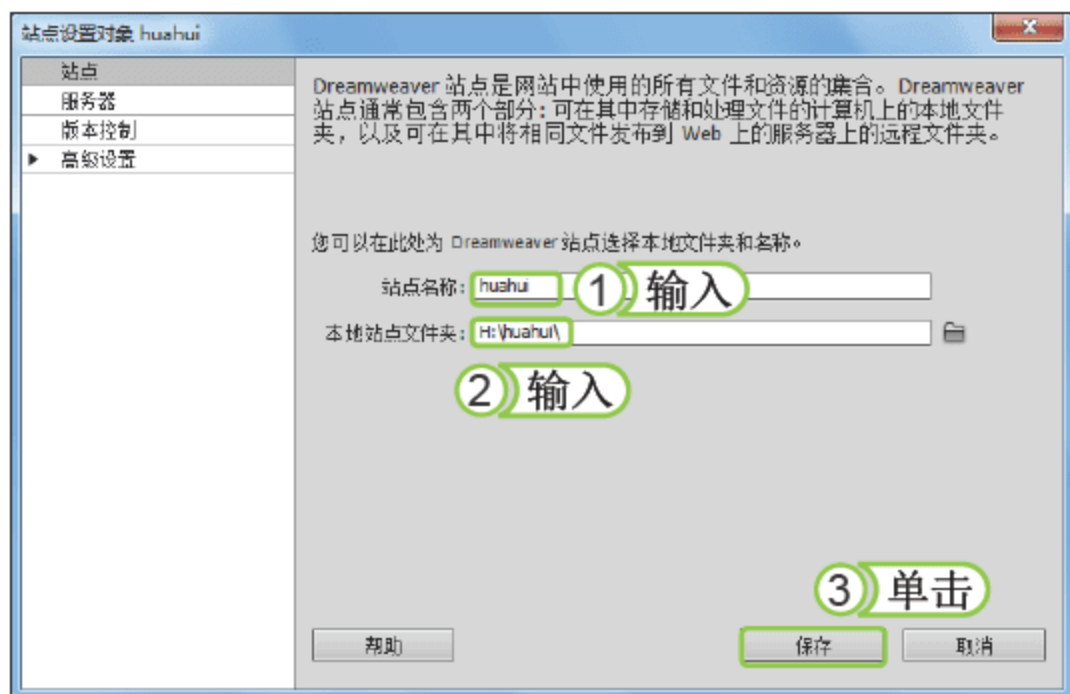 站点设置对象 huahui
站点
服务器
版本控制
高级设置
Dreamweaver 站点是网站中使用的所有文件和资源的集合。Dreamweaver
站点通常包含两个部分：可在其中存储和处理文件的计算机上的本地文件
夹，以及可在其中将相同文件发布到 Web 上的服务器上的远程文件夹。
您可以在此处为 Dreamweaver 站点选择本地文件夹和名称。
站点名称： huahui ① 输入
本地站点文件夹： H:\huahui\
② 输入
③ 单击
帮助 保存 取消